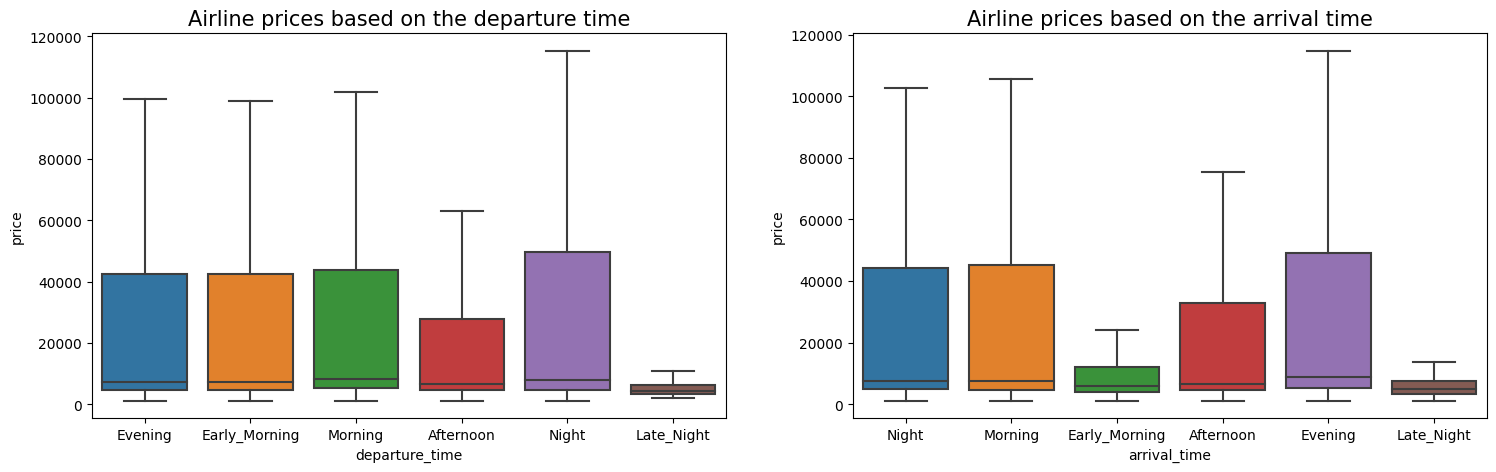 Airline prices based on the departure time
120000
100000
80000
60000
40000
20000
0
price
Evening Early_Morning Morning Afternoon Night Late_Night
departure_time
Airline prices based on the arrival time
120000
100000
80000
60000
40000
20000
0
price
Night Morning Early_Morning Afternoon Evening Late_Night
arrival_time